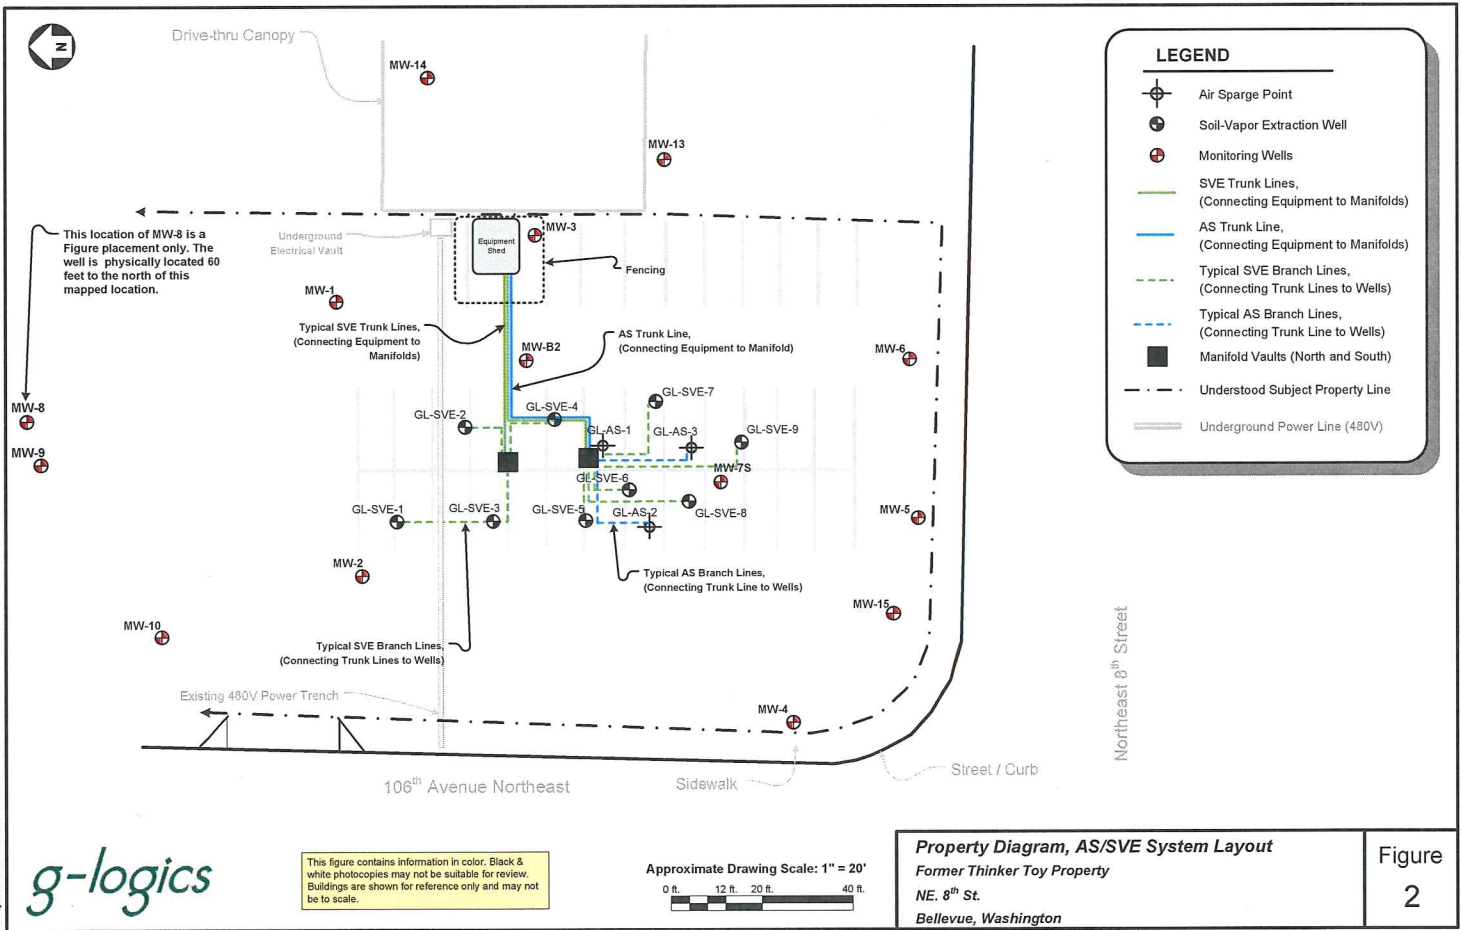 N
Drive-thru Canopy
MW-14
MW-13
This location of MW-8 is a
Figure placement only. The
well is physically located 60
feet to the north of this
mapped location.
Underground
Electrical Vault
Equipment
Shed
MW-3
Fencing
MW-1
Typical SVE Trunk Lines,
(Connecting Equipment to
Manifolds)
AS Trunk Line,
(Connecting Equipment to Manifold)
MW-B2
MW-6
MW-8
MW-9
GL-SVE-2
GL-SVE-4
GL-SVE-7
GL-AS-1
GL-AS-3
GL-SVE-9
MW-7S
GL-SVE-6
GL-SVE-1
GL-SVE-3
GL-SVE-5
GL-AS-2
GL-SVE-8
MW-5
MW-2
Typical AS Branch Lines,
(Connecting Trunk Line to Wells)
MW-15
MW-10
Typical SVE Branch Lines,
(Connecting Trunk Lines to Wells)
Existing 480V Power Trench
MW-4
106th Avenue Northeast
Sidewalk
Street / Curb
Northeast 8th Street
LEGEND
Air Sparge Point
Soil-Vapor Extraction Well
Monitoring Wells
SVE Trunk Lines,
(Connecting Equipment to Manifolds)
AS Trunk Line,
(Connecting Equipment to Manifolds)
Typical SVE Branch Lines,
(Connecting Trunk Lines to Wells)
Typical AS Branch Lines,
(Connecting Trunk Line to Wells)
Manifold Vaults (North and South)
Understood Subject Property Line
Underground Power Line (480V)
g-logics
This figure contains information in color. Black &
white photocopies may not be suitable for review.
Buildings are shown for reference only and may not
be to scale.
Approximate Drawing Scale: 1" = 20'
0 ft. 12 ft. 20 ft. 40 ft.
Property Diagram, AS/SVE System Layout
Former Thinker Toy Property
NE. 8th St.
Bellevue, Washington
Figure
2